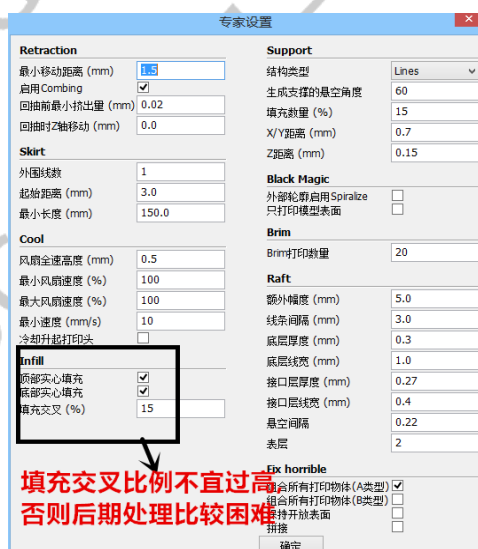 专家设置
Retraction
最小移动距离 (mm) 1.5
启用Combing
回抽前最小挤出量 (mm) 0.02
回抽时Z轴移动 (mm) 0.0
Skirt
外围线数 1
起始距离 (mm) 3.0
最小长度 (mm) 150.0
Cool
风扇全速高度 (mm) 0.5
最小风扇速度 (%) 100
最大风扇速度 (%) 100
最小速度 (mm/s) 10
冷却升起打印头
Infill
顶部实心填充
底部实心填充
填充交叉 (%) 15
填充交叉比例不宜过高,
否则后期处理比较困难
Support
结构类型 Lines
生成支撑的悬空角度 60
填充数量 (%) 15
X/Y距离 (mm) 0.7
Z距离 (mm) 0.15
Black Magic
外部轮廓启用Spiralize
只打印模型表面
Brim
Brim打印数量 20
Raft
额外幅度 (mm) 5.0
线条间隔 (mm) 3.0
底层厚度 (mm) 0.3
底层线宽 (mm) 1.0
接口层厚度 (mm) 0.27
接口层线宽 (mm) 0.4
悬空间隔 0.22
表层 2
Fix horrible
组合所有打印物体(A类型)
组合所有打印物体(B类型)
保持开放表面
拼接
确定